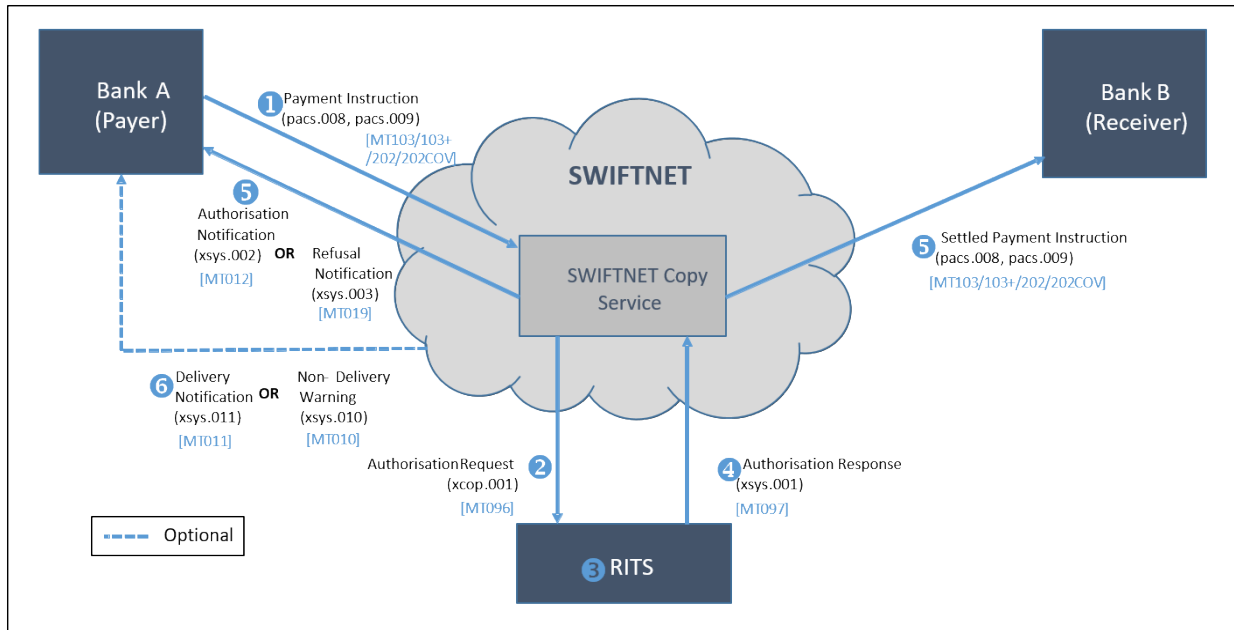 Bank A
(Payer)
1 Payment Instruction
(pacs.008, pacs.009)
[MT103/103+
/202/202COV]
SWIFTNET
Bank B
(Receiver)
5
Authorisation
Notification
(xsys.002) OR
[MT012]
Refusal
Notification
(xsys.003)
[MT019]
SWIFTNET Copy
Service
5 Settled Payment Instruction
(pacs.008, pacs.009)
[MT103/103+/202/202COV]
6 Delivery
Notification OR
(xsys.011)
[MT011]
Non- Delivery
Warning
(xsys.010)
[MT010]
Authorisation Request 2
(xcop.001)
[MT096]
4 Authorisation Response
(xsys.001)
[MT097]
Optional
3 RITS